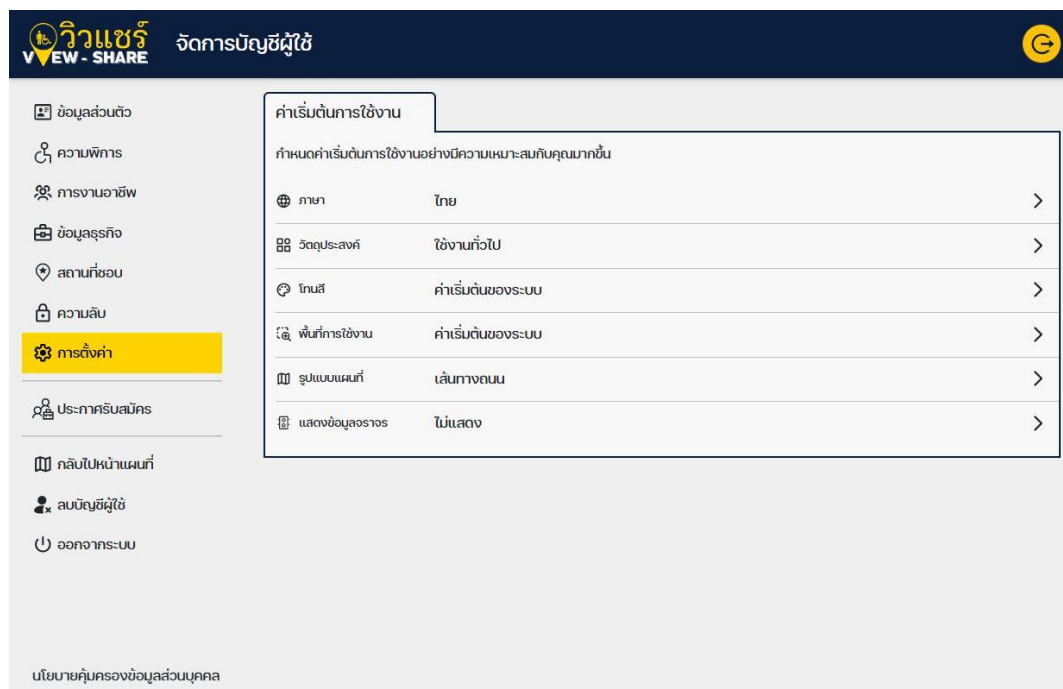 วิวแชร์
VIEW - SHARE
จัดการบัญชีผู้ใช้
ข้อมูลส่วนตัว
ความพิการ
การงานอาชีพ
ข้อมูลธุรกิจ
สถานที่ชอบ
ความลับ
การตั้งค่า
ประกาศรับสมัคร
กลับไปหน้าแผนที่
ลบบัญชีผู้ใช้
ออกจากระบบ
นโยบายคุ้มครองข้อมูลส่วนบุคคล
ค่าเริ่มต้นการใช้งาน
กำหนดค่าเริ่มต้นการใช้งานอย่างมีความเหมาะสมกับคุณมากขึ้น
ภาษา ไทย
วัตถุประสงค์ ใช้งานทั่วไป
โทนสี ค่าเริ่มต้นของระบบ
พื้นที่การใช้งาน ค่าเริ่มต้นของระบบ
รูปแบบแผนที่ เส้นทางถนน
แสดงข้อมูลจราจร ไม่แสดง